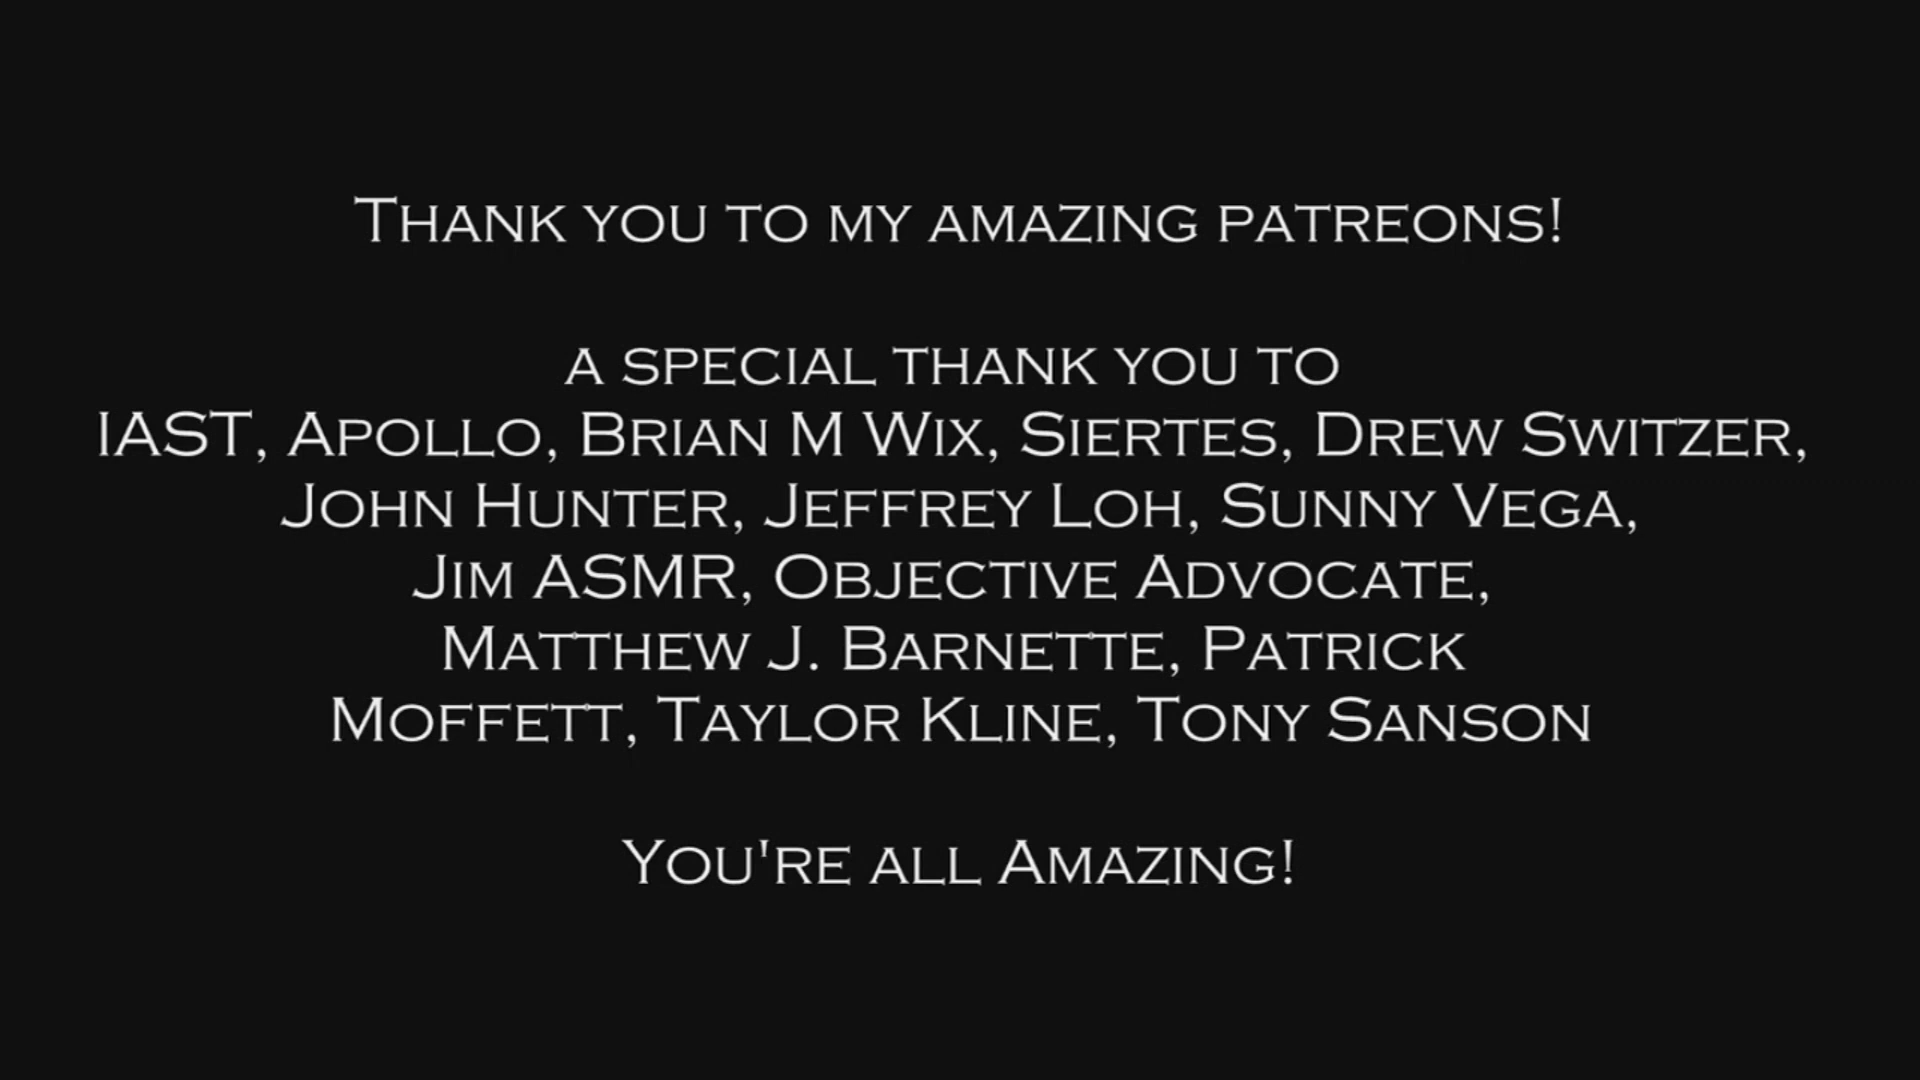 Thank you to my amazing patreons!
a special thank you to
IAST, Apollo, Brian M Wix, Siertes, Drew Switzer,
John Hunter, Jeffrey Loh, Sunny Vega,
Jim ASMR, Objective Advocate,
Matthew J. Barnette, Patrick
Moffett, Taylor Kline, Tony Sanson
You're all Amazing!